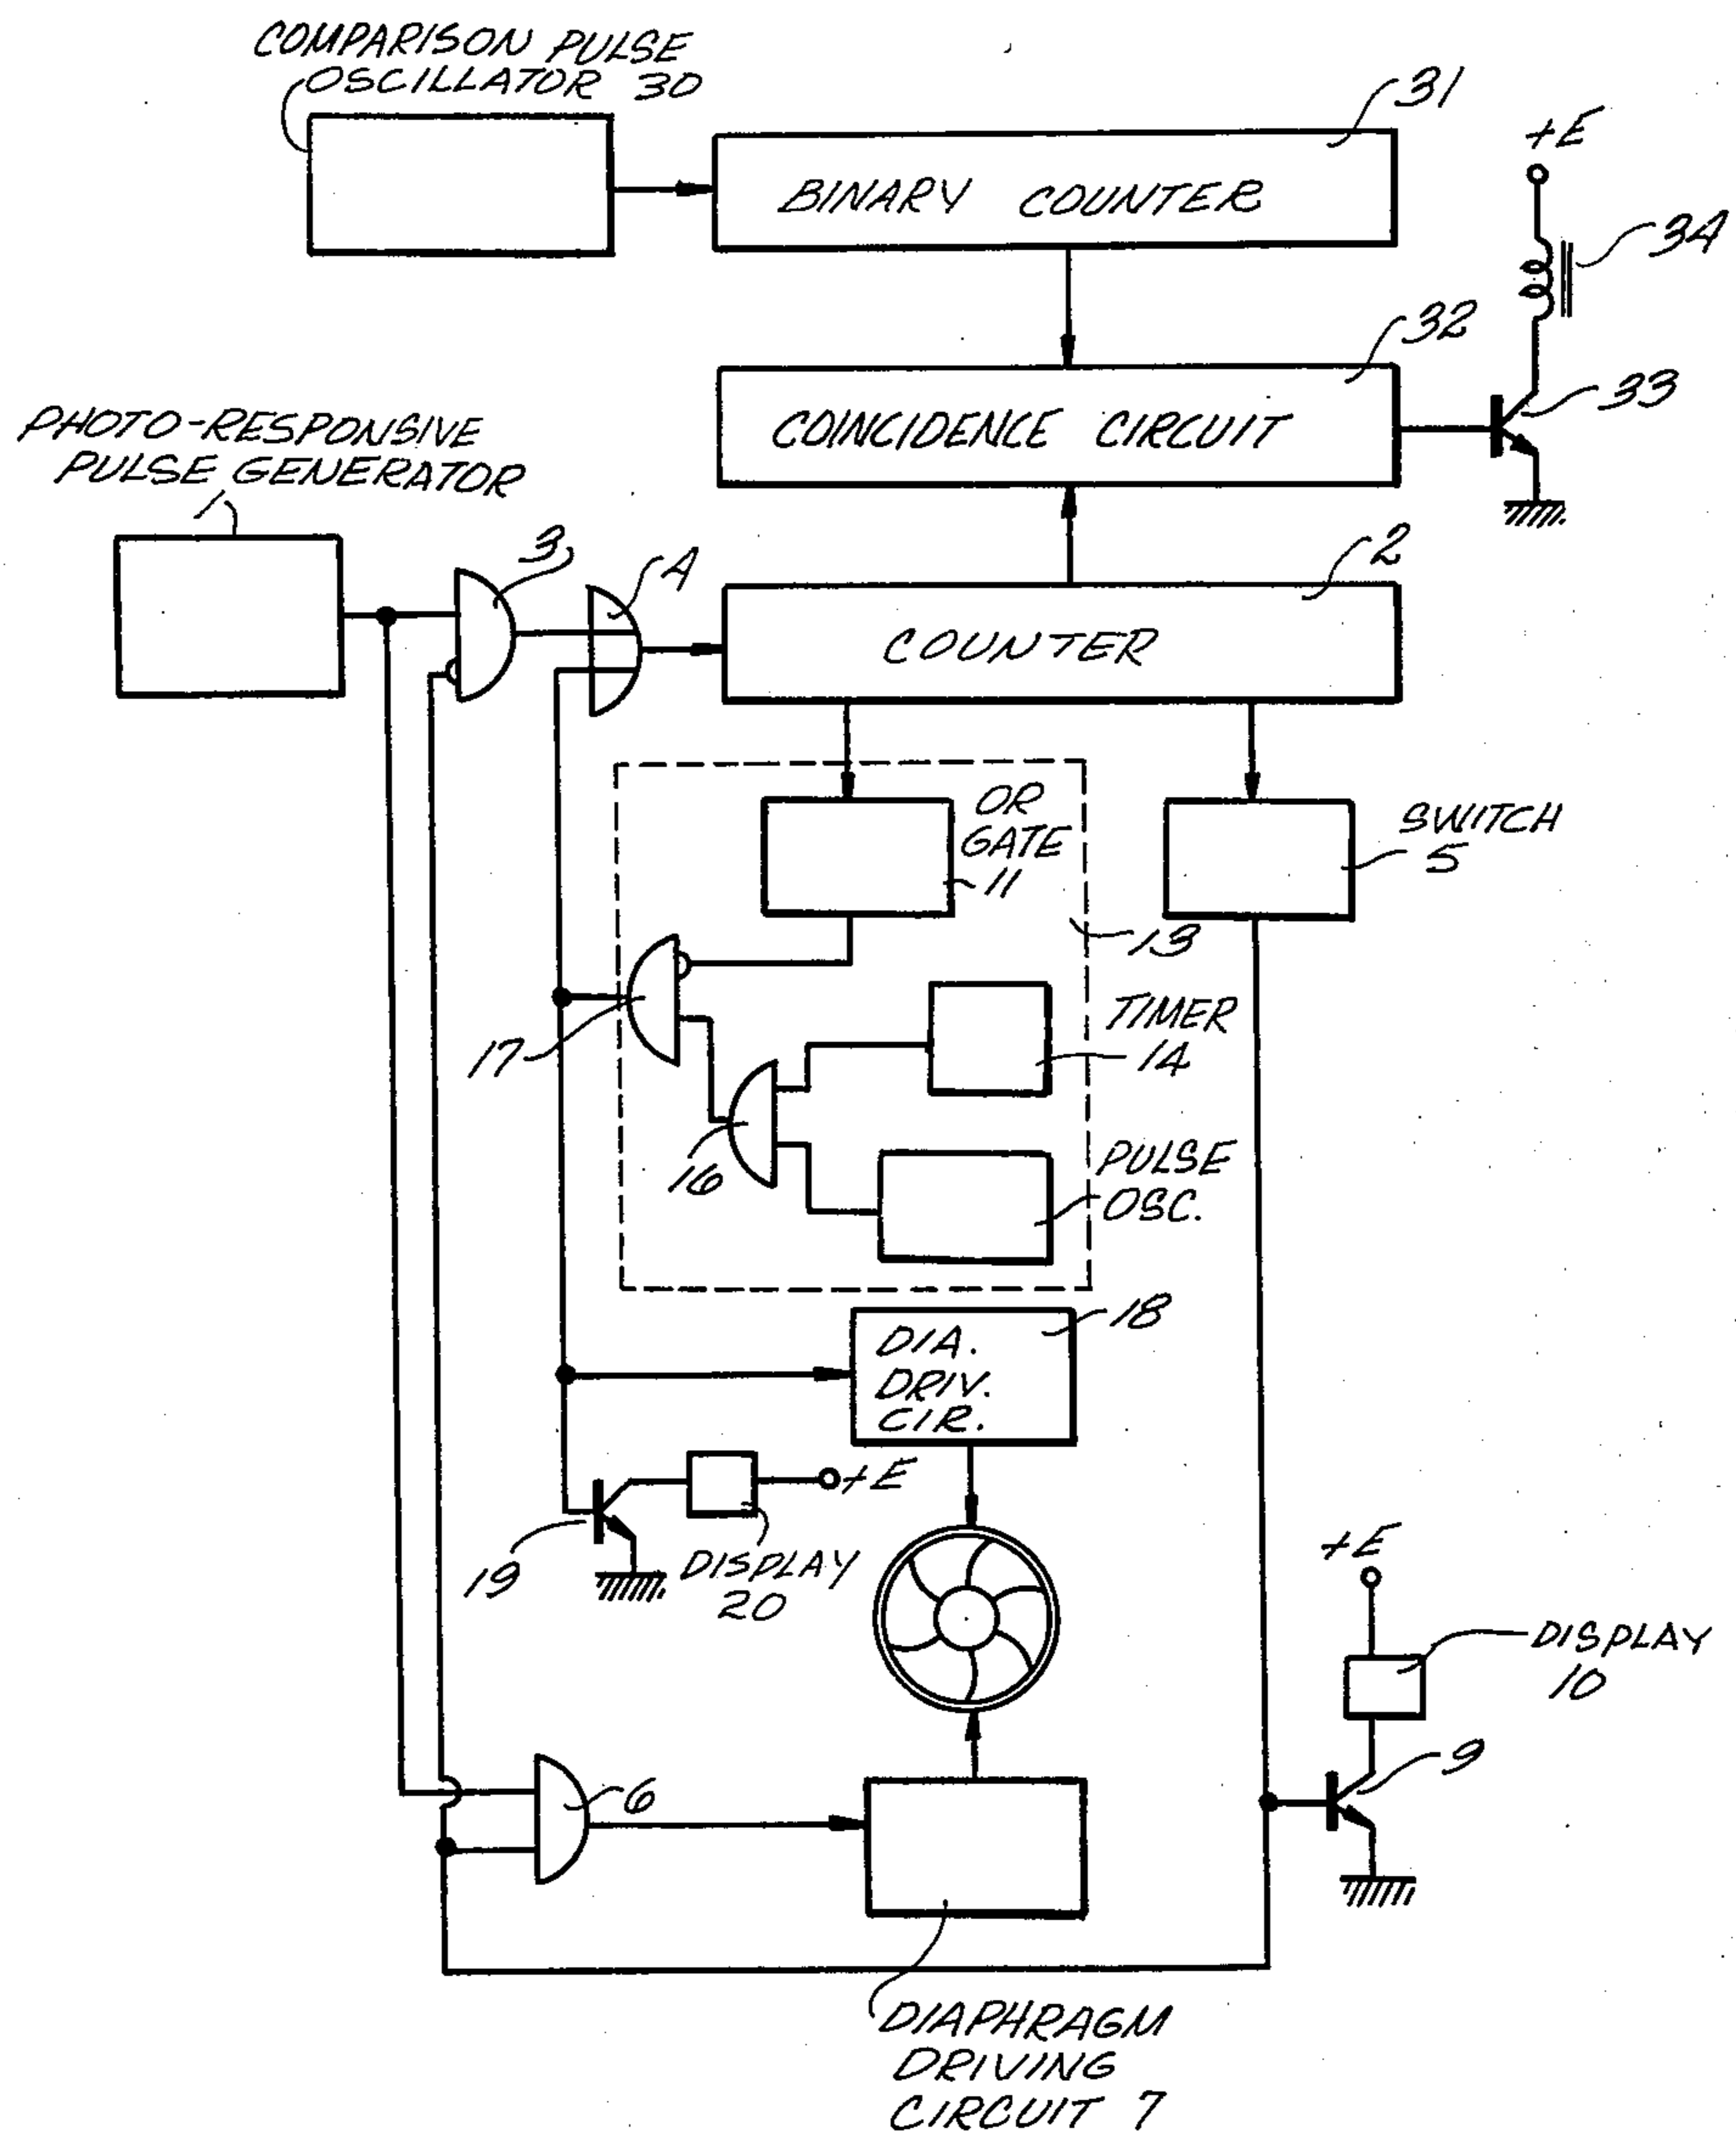 COMPARISON PULSE
OSCILLATOR 30
31
BINARY COUNTER
+E
34
32
COINCIDENCE CIRCUIT
33
PHOTO-RESPONSIVE
PULSE GENERATOR
1
3
4
2
COUNTER
OR
GATE
11
SWITCH
5
13
TIMER
14
17
16
PULSE
OSC.
18
DIA.
DRIV.
CIR.
+E
19
DISPLAY
20
+E
DISPLAY
10
9
6
DIAPHRAGM
DRIVING
CIRCUIT 7